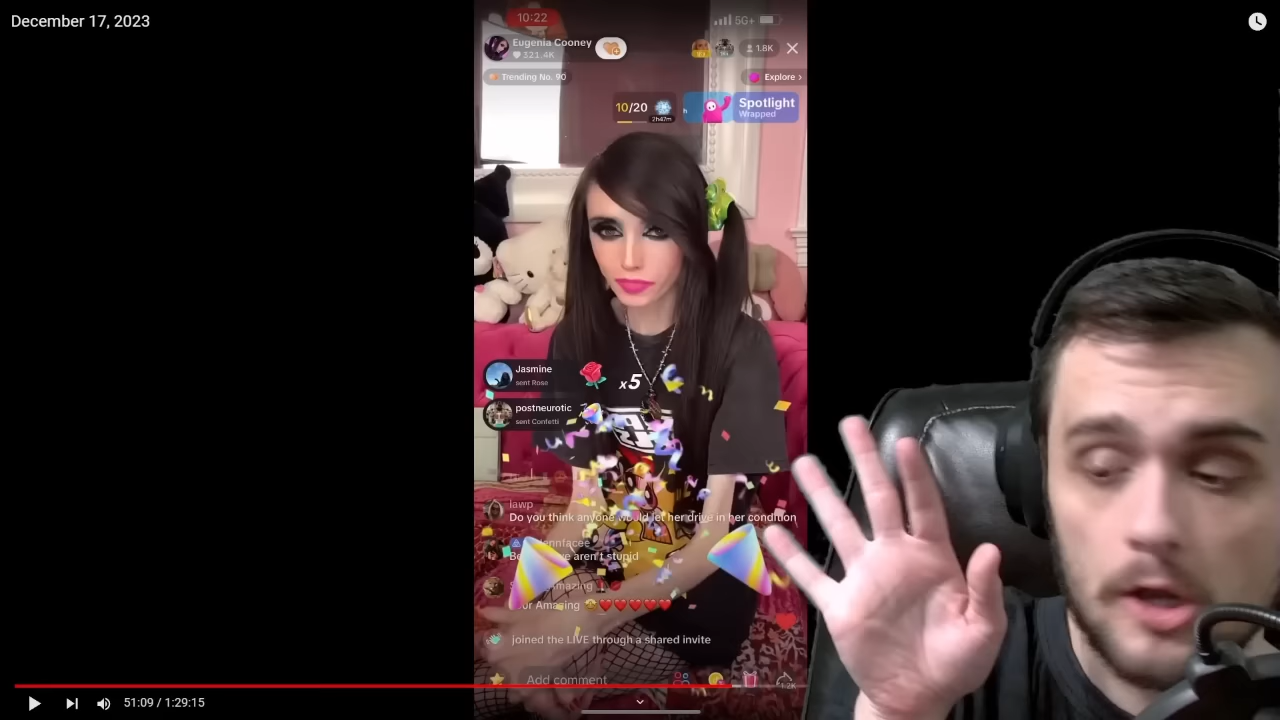 December 17, 2023
10:22
5G+
Eugenia Cooney
321.4K
1.8K
Trending No. 90
Explore
10/20
2h47m
Spotlight
Wrapped
Jasmine
sent Rose
x5
postneurotic
sent Confetti
lawp
Do you think anyone would let her drive in her condition
aren't stupid
Amazing
Amazing
joined the LIVE through a shared invite
Add comment
1.2K
51:09 / 1:29:15